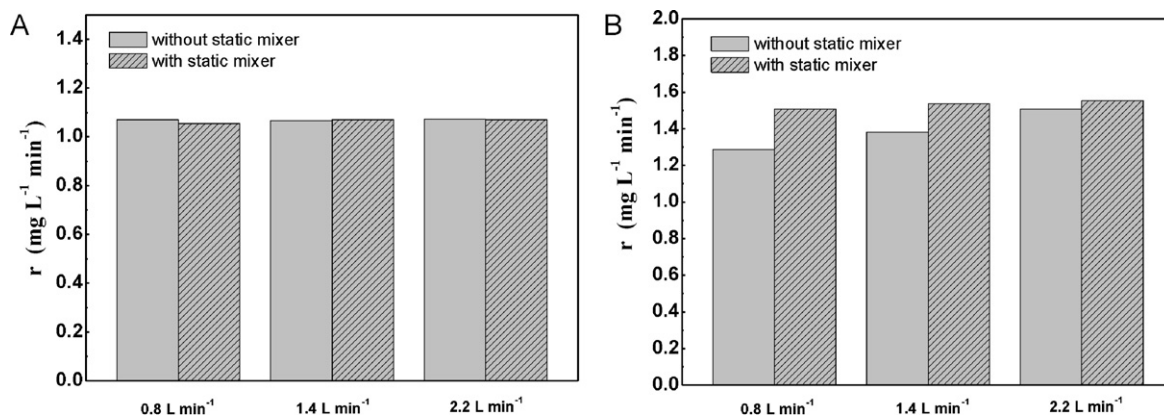 A
r (mg L⁻¹ min⁻¹)
1.4
1.2
1.0
0.8
0.6
0.4
0.2
0.0
without static mixer
with static mixer
0.8 L min⁻¹ 1.4 L min⁻¹ 2.2 L min⁻¹
B
r (mg L⁻¹ min⁻¹)
2.0
1.8
1.6
1.4
1.2
1.0
0.8
0.6
0.4
0.2
0.0
without static mixer
with static mixer
0.8 L min⁻¹ 1.4 L min⁻¹ 2.2 L min⁻¹